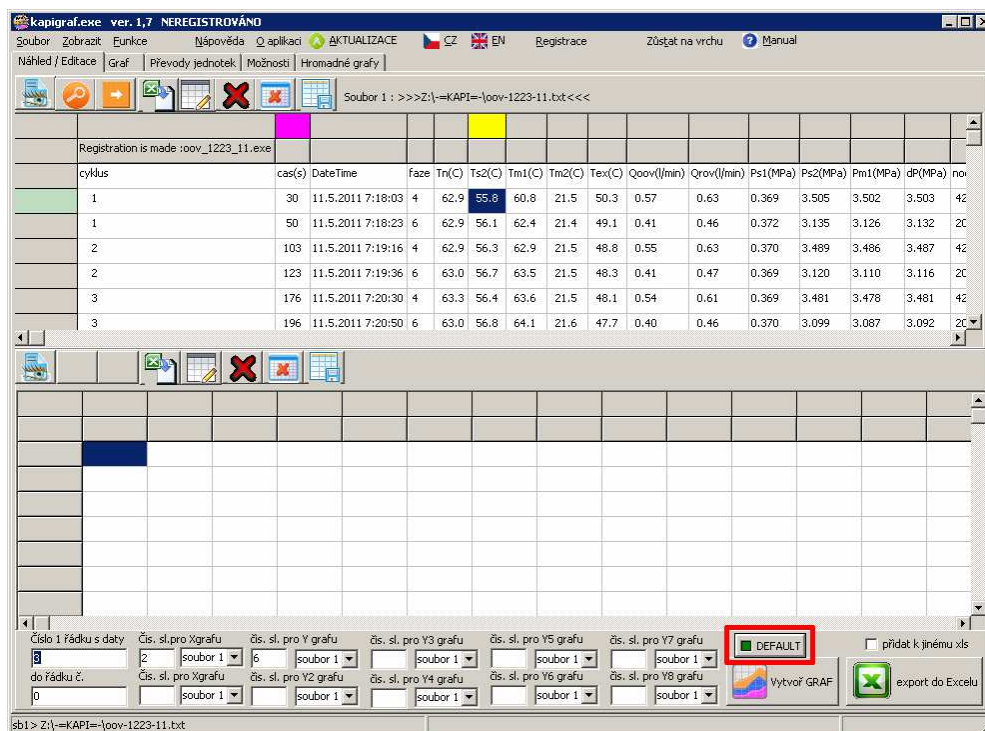 kapigraf.exe ver. 1,7 NEREGISTROVÁNO
Soubor Zobrazit Funkce Nápověda O aplikaci AKTUALIZACE CZ EN Registrace Zůstat na vrchu Manual
Náhled / Editace Graf Převody jednotek Možnosti Hromadné grafy
Soubor 1 : >>>Z:\-=KAPI=-\oov-1223-11.txt<<<
Registration is made :oov_1223_11.exe
cyklus cas(s) DateTime faze Tn(C) Ts2(C) Tm1(C) Tm2(C) Tex(C) Qoov(l/min) Qrov(l/min) Ps1(MPa) Ps2(MPa) Pm1(MPa) dP(MPa)
1 30 11.5.2011 7:18:03 4 62.9 55.8 60.8 21.5 50.3 0.57 0.63 0.369 3.505 3.502 3.503 42
1 50 11.5.2011 7:18:23 6 62.9 56.1 62.4 21.4 49.1 0.41 0.46 0.372 3.135 3.126 3.132
2 103 11.5.2011 7:19:16 4 62.9 56.3 62.9 21.5 48.8 0.55 0.63 0.370 3.489 3.486 3.487 42
2 123 11.5.2011 7:19:36 6 63.0 56.7 63.5 21.5 48.3 0.41 0.47 0.369 3.120 3.110 3.116
3 176 11.5.2011 7:20:30 4 63.3 56.4 63.6 21.5 48.1 0.54 0.61 0.369 3.481 3.478 3.481 42
3 196 11.5.2011 7:20:50 6 63.0 56.8 64.1 21.6 47.7 0.40 0.46 0.370 3.099 3.087 3.092
Číslo 1 řádku s daty Čis. sl.pro Xgrafu čis. sl. pro Y grafu čis. sl. pro Y3 grafu čis. sl. pro Y5 grafu čis. sl. pro Y7 grafu DEFAULT přidat k jinému xls
3 2 soubor 1 6 soubor 1 soubor 1 soubor 1 soubor 1
do řádku č. Čis. sl.pro Xgrafu čis. sl. pro Y2 grafu čis. sl. pro Y4 grafu čis. sl. pro Y6 grafu čis. sl. pro Y8 grafu Vytvoř GRAF export do Excelu
0 soubor 1 soubor 1 soubor 1 soubor 1 soubor 1
sb1> Z:\-=KAPI=-\oov-1223-11.txt